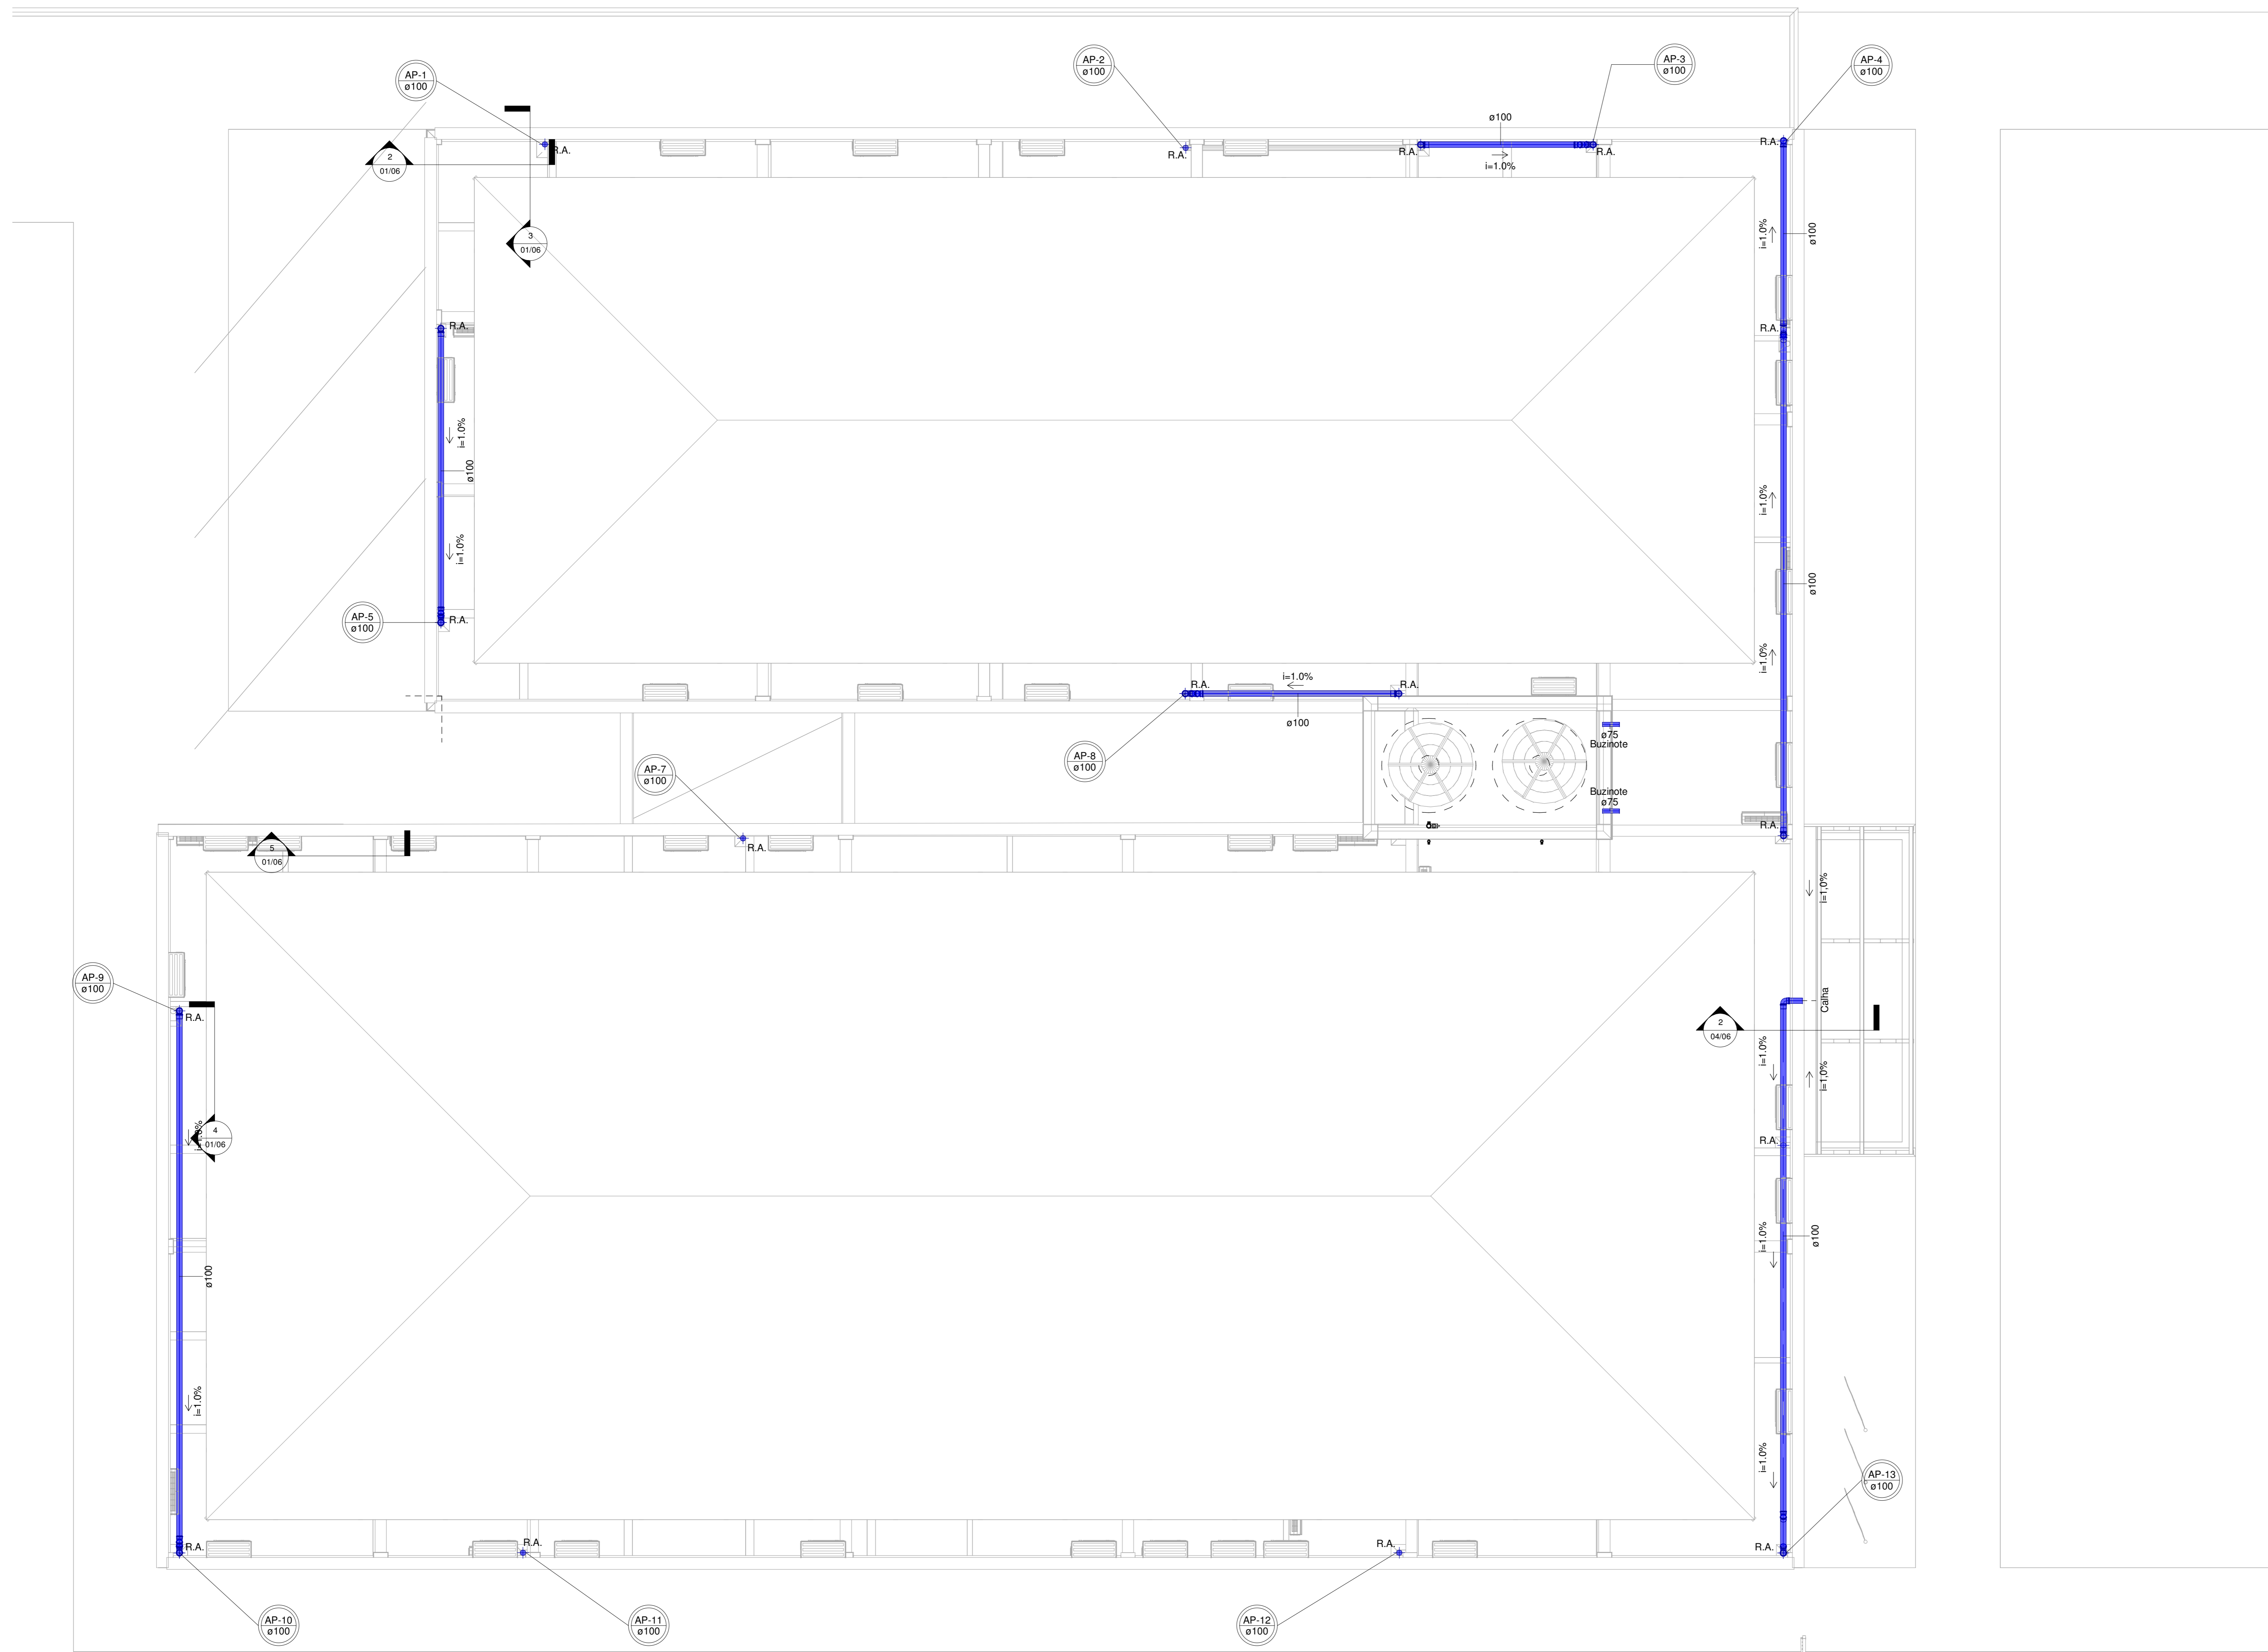 AP-1
ø100
AP-2
ø100
AP-3
ø100
AP-4
ø100
ø100
R.A.
R.A.
R.A.
R.A.
R.A.
i=1.0%
2
01/06
3
01/06
i=1.0%
ø100
R.A.
R.A.
i=1.0%
ø100
i=1.0%
i=1.0%
ø100
AP-5
ø100
R.A.
i=1.0%
R.A.
i=1.0%
R.A.
ø100
ø75
Buzinote
AP-7
ø100
AP-8
ø100
Buzinote
ø75
R.A.
R.A.
5
01/06
i=1,0%
AP-9
ø100
R.A.
Calha
2
04/06
i=1.0%
i=1,0%
4
01/06
i=1.0%
R.A.
i=1.0%
ø100
ø100
i=1.0%
i=1.0%
AP-13
ø100
R.A.
R.A.
R.A.
R.A.
AP-10
ø100
AP-11
ø100
AP-12
ø100